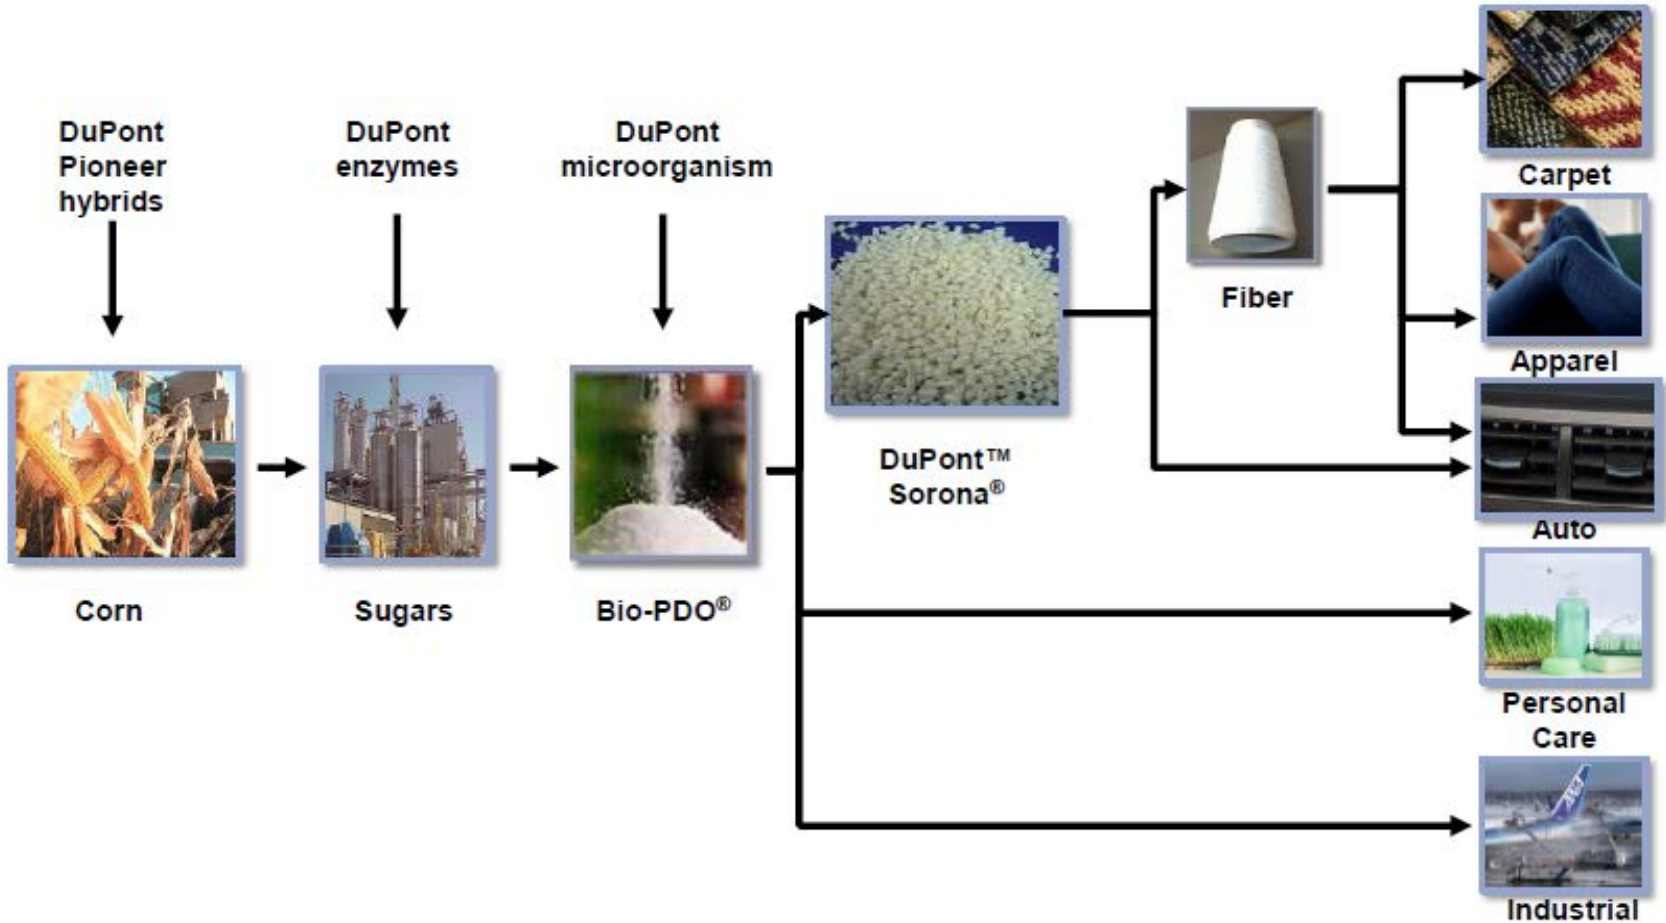 DuPont
Pioneer
hybrids
DuPont
enzymes
DuPont
microorganism
Corn
Sugars
Bio-PDO®
DuPont™
Sorona®
Fiber
Carpet
Apparel
Auto
Personal
Care
Industrial